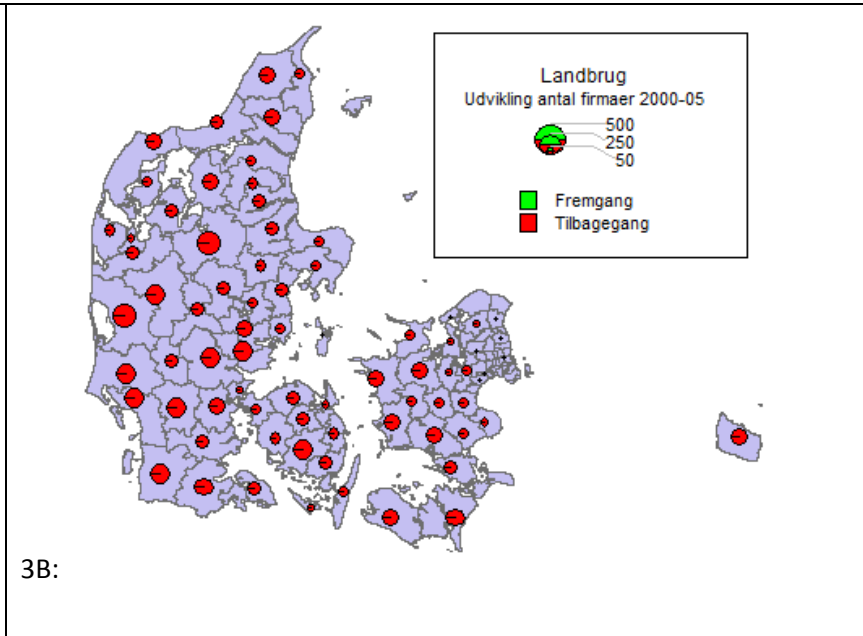 Landbrug
Udvikling antal firmaer 2000-05
500
250
50
Fremgang
Tilbagegang
3B: